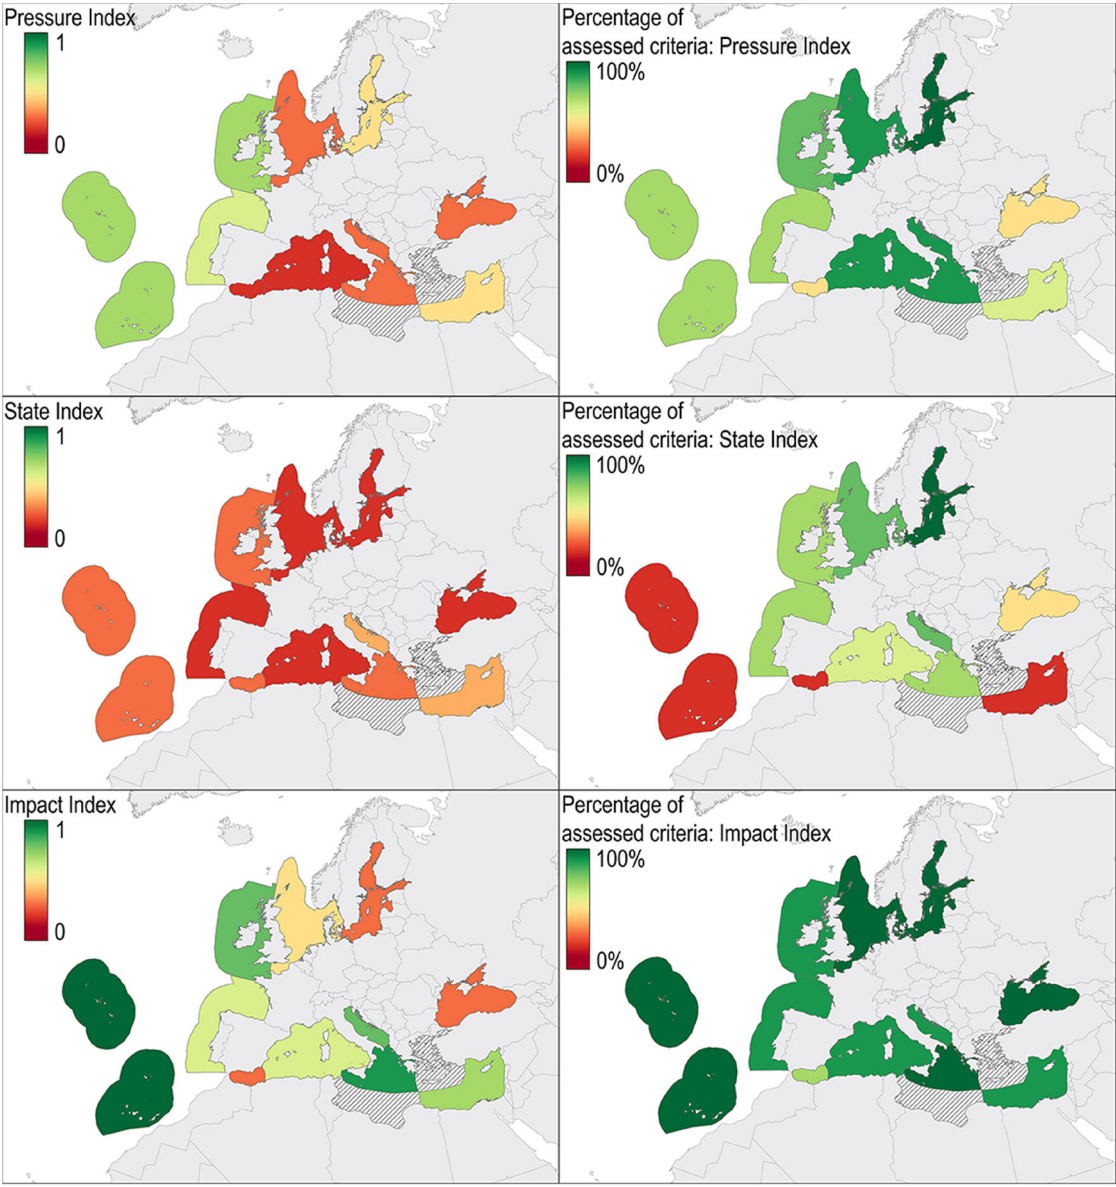 Pressure Index
1
0
Percentage of
assessed criteria: Pressure Index
100%
0%
State Index
1
0
Percentage of
assessed criteria: State Index
100%
0%
Impact Index
1
0
Percentage of
assessed criteria: Impact Index
100%
0%